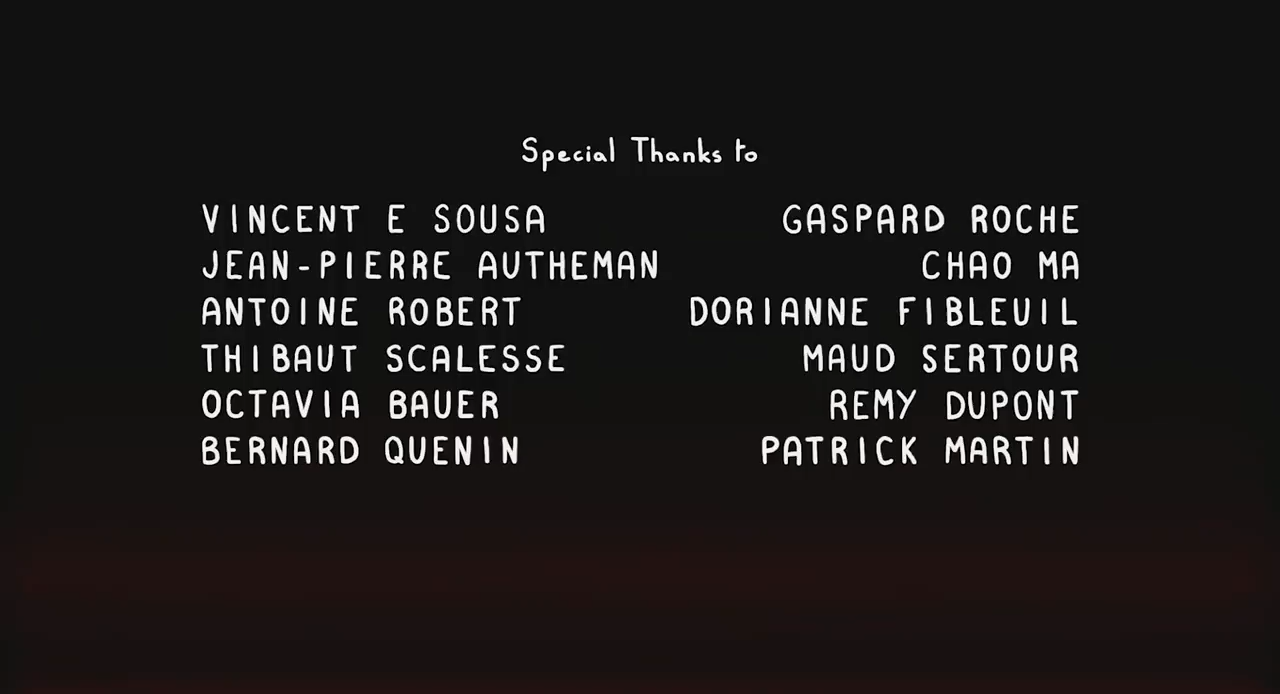 Special Thanks to
VINCENT E SOUSA GASPARD ROCHE
JEAN-PIERRE AUTHEMAN CHAO MA
ANTOINE ROBERT DORIANNE FIBLEUIL
THIBAUT SCALESSE MAUD SERTOUR
OCTAVIA BAUER REMY DUPONT
BERNARD QUENIN PATRICK MARTIN